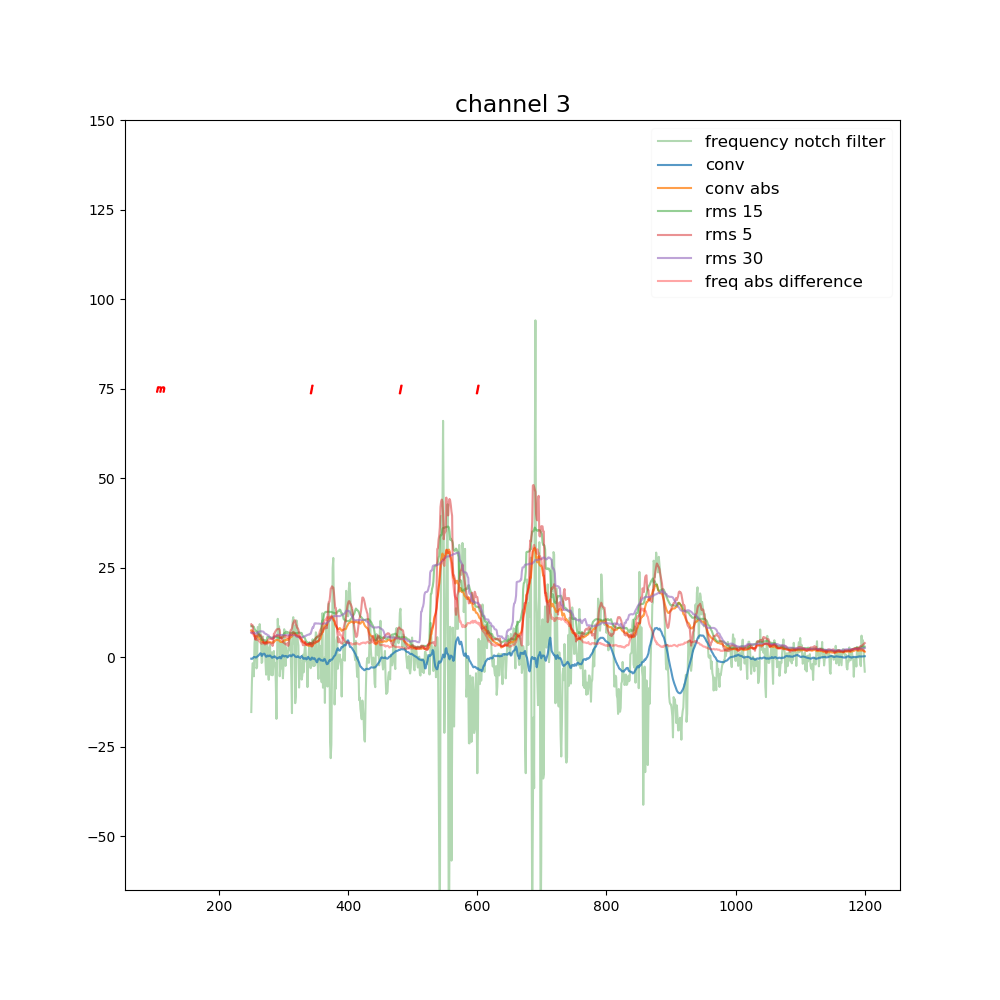 channel 3
150
frequency notch filter
conv
conv abs
rms 15
rms 5
rms 30
freq abs difference
125
100
75
m l l l
50
25
0
−25
−50
200 400 600 800 1000 1200